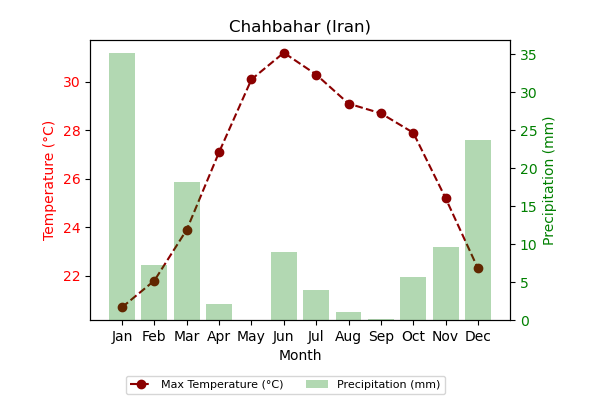 Chahbahar (Iran)
Temperature (°C)
30
28
26
24
22
35
30
25
20
15
10
5
0
Precipitation (mm)
Jan Feb Mar Apr May Jun Jul Aug Sep Oct Nov Dec
Month
Max Temperature (°C) Precipitation (mm)